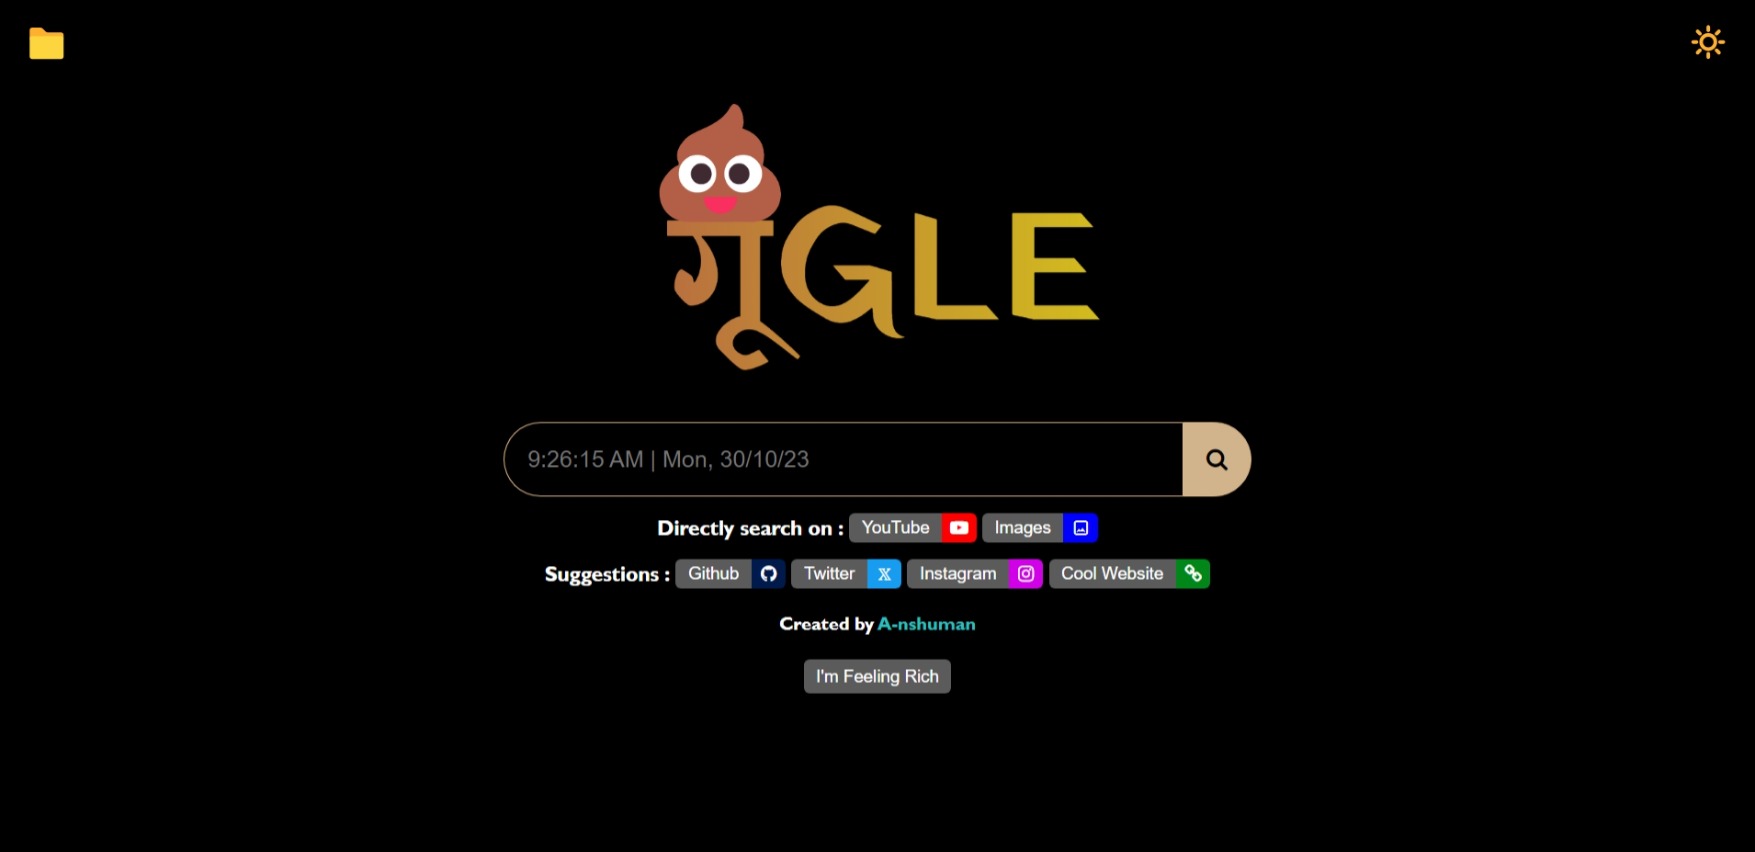 गूGLE
9:26:15 AM | Mon, 30/10/23
Directly search on : YouTube Images
Suggestions : Github Twitter X Instagram Cool Website
Created by A-nshuman
I'm Feeling Rich